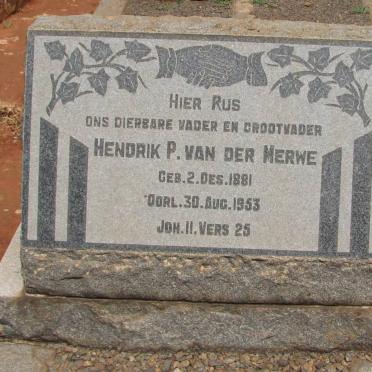 HIER RUS
ONS DIERBARE VADER EN GROOTVADER
HENDRIK P. VAN DER MERWE
GEB. 2. DES. 1881
OORL. 30. AUG. 1953
JOH. 11. VERS 25